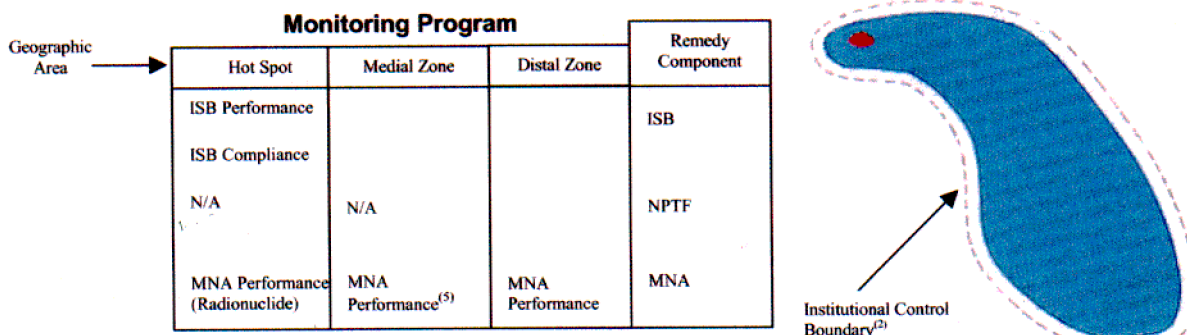 Monitoring Program
Geographic
Area
Hot Spot
Medial Zone
Distal Zone
Remedy
Component
ISB Performance
ISB Compliance
ISB
N/A
N/A
NPTF
MNA Performance
(Radionuclide)
MNA
Performance(5)
MNA
Performance
MNA
Institutional Control
Boundary(2)